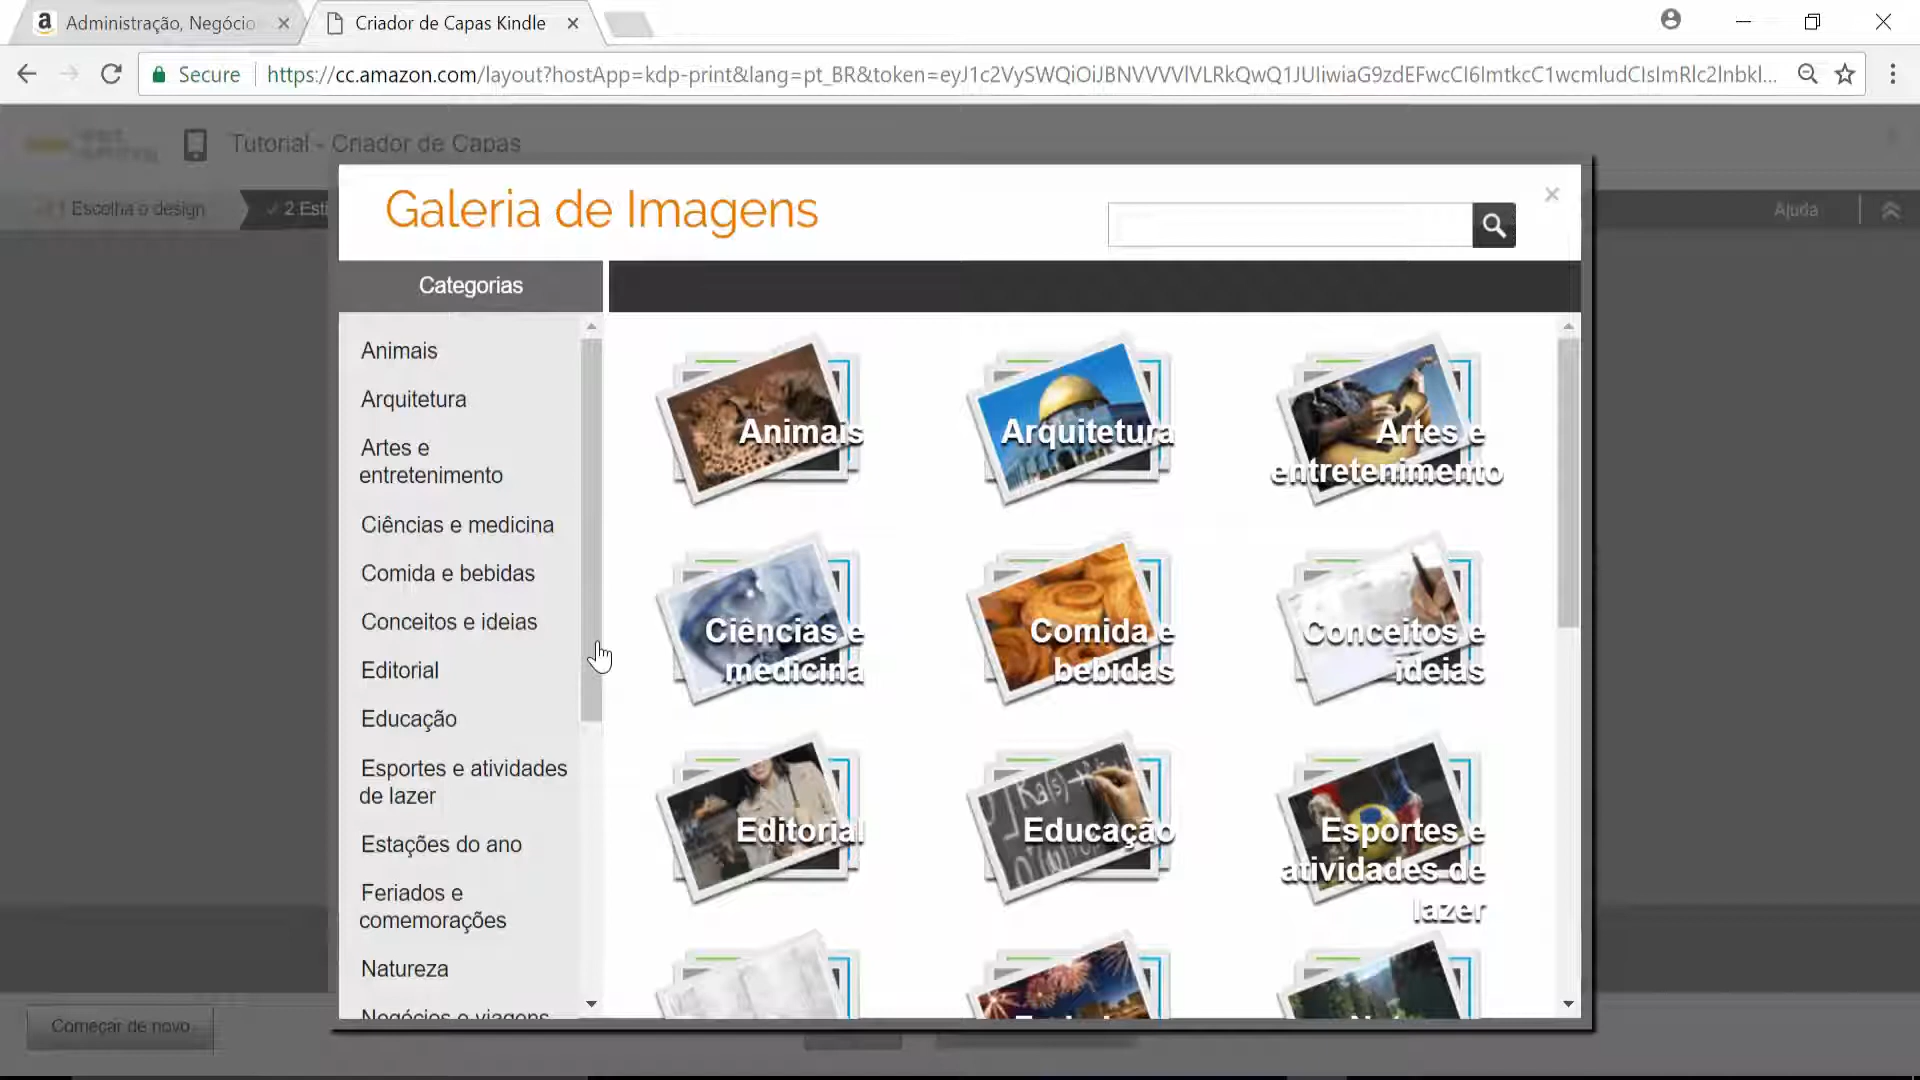 Administração, Negócio
Criador de Capas Kindle
Secure
https://cc.amazon.com/layout?hostApp=kdp-print&lang=pt_BR&token=
Tutorial - Criador de Capas
1 Escolha o design
2 Esti
Ajuda
Galeria de Imagens
Categorias
Animais
Arquitetura
Artes e
entretenimento
Ciências e medicina
Comida e bebidas
Conceitos e ideias
Editorial
Educação
Esportes e atividades
de lazer
Estações do ano
Feriados e
comemorações
Natureza
Negócios e viagens
Animais
Arquitetura
Artes e
entretenimento
Ciências e
medicina
Comida e
bebidas
Conceitos e
ideias
Editorial
Educação
Esportes e
atividades de
lazer
Começar de novo